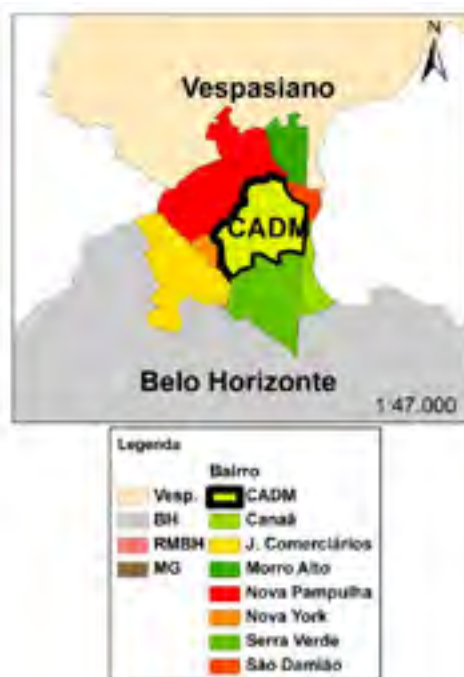 N
Vespasiano
CADM
Belo Horizonte
1:47.000
Legenda
Bairro
Vesp.
CADM
BH
Canaã
RMBH
J. Comerciários
MG
Morro Alto
Nova Pampulha
Nova York
Serra Verde
São Damião